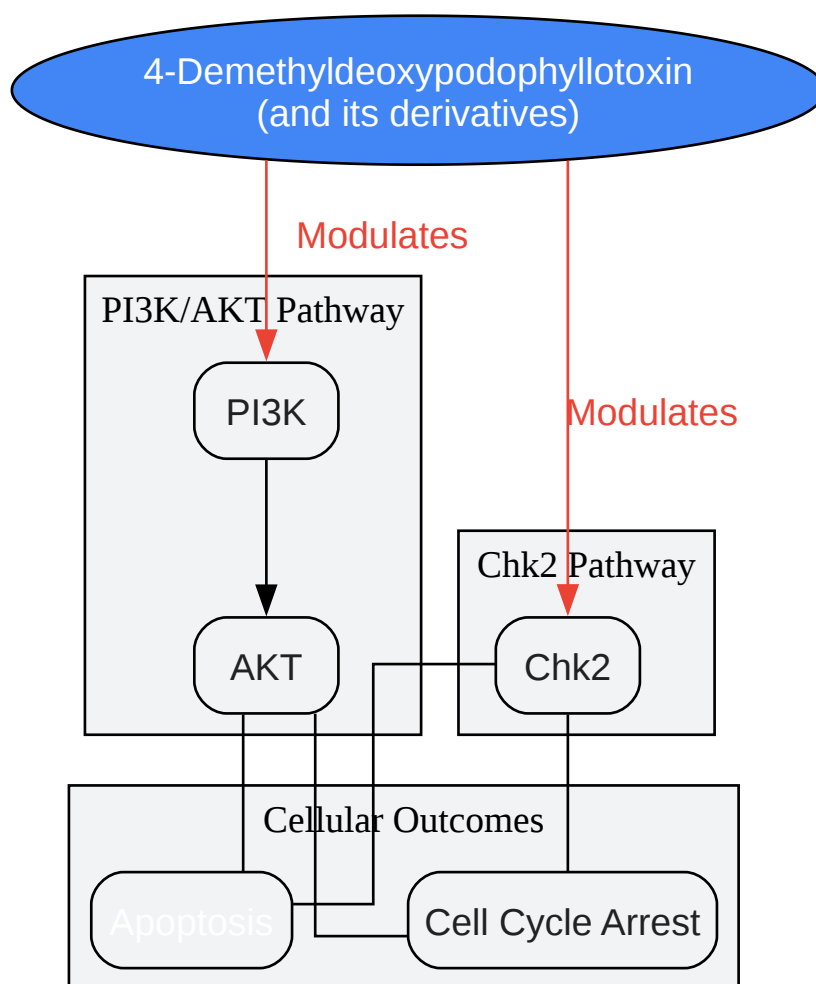 4-Demethyldeoxypodophyllotoxin
(and its derivatives)
Modulates
PI3K/AKT Pathway
PI3K
Modulates
Chk2 Pathway
AKT
Chk2
Cellular Outcomes
Apoptosis
Cell Cycle Arrest